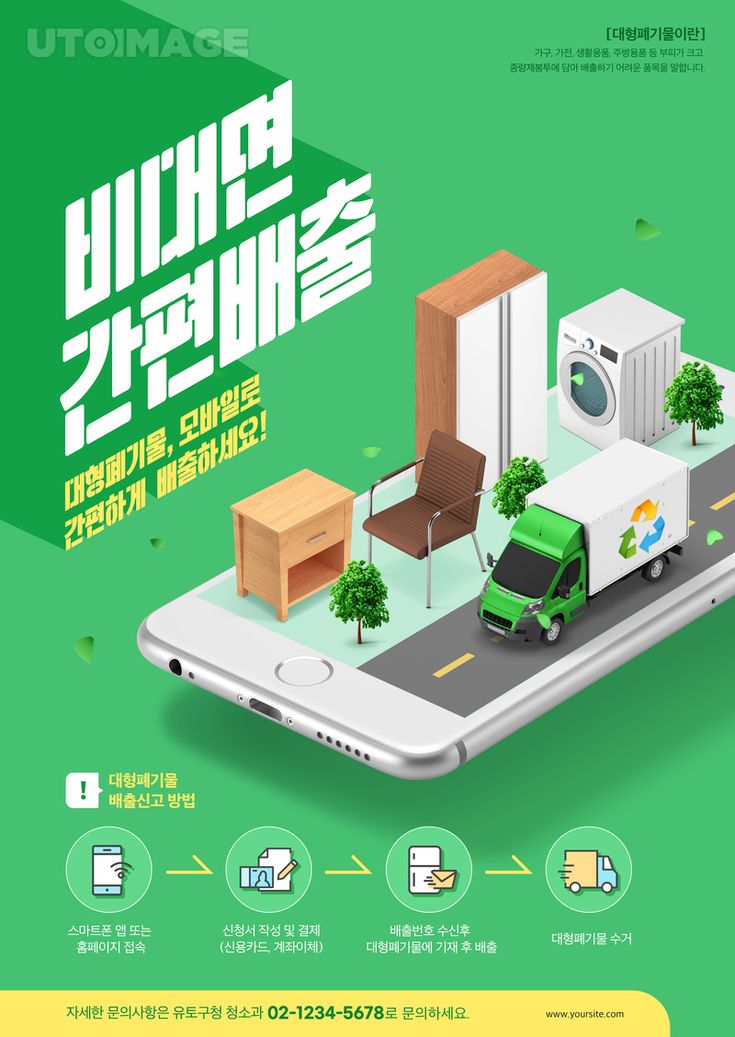 UTOIMAGE
[대형폐기물이란]
가구, 가전, 생활용품, 주방용품 등 부피가 크고
종량제봉투에 담아 배출하기 어려운 품목을 말합니다.
비대면
간편배출
대형폐기물, 모바일로
간편하게 배출하세요!
!
대형폐기물
배출신고 방법
스마트폰 앱 또는
홈페이지 접속
신청서 작성 및 결제
(신용카드, 계좌이체)
배출번호 수신후
대형폐기물에 기재 후 배출
대형폐기물 수거
자세한 문의사항은 유토구청 청소과 02-1234-5678로 문의하세요.
www.yoursite.com